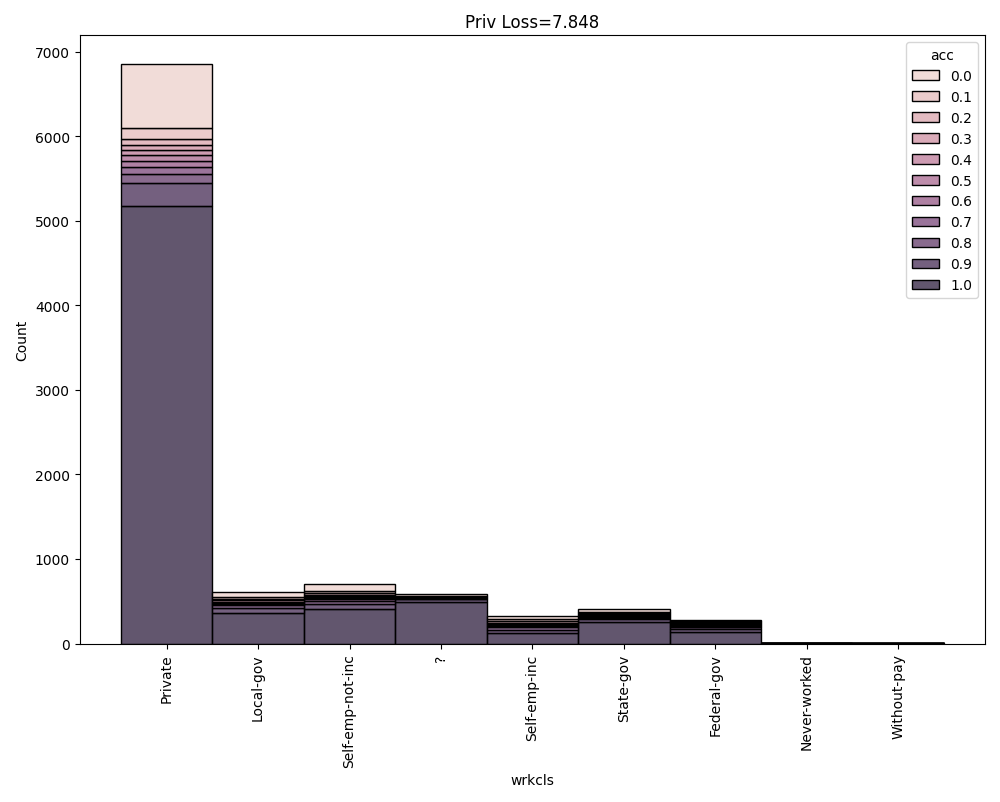 Priv Loss=7.848
7000
6000
5000
4000
3000
2000
1000
0
Count
acc
0.0
0.1
0.2
0.3
0.4
0.5
0.6
0.7
0.8
0.9
1.0
Private
Local-gov
Self-emp-not-inc
?
Self-emp-inc
State-gov
Federal-gov
Never-worked
Without-pay
wrkcls